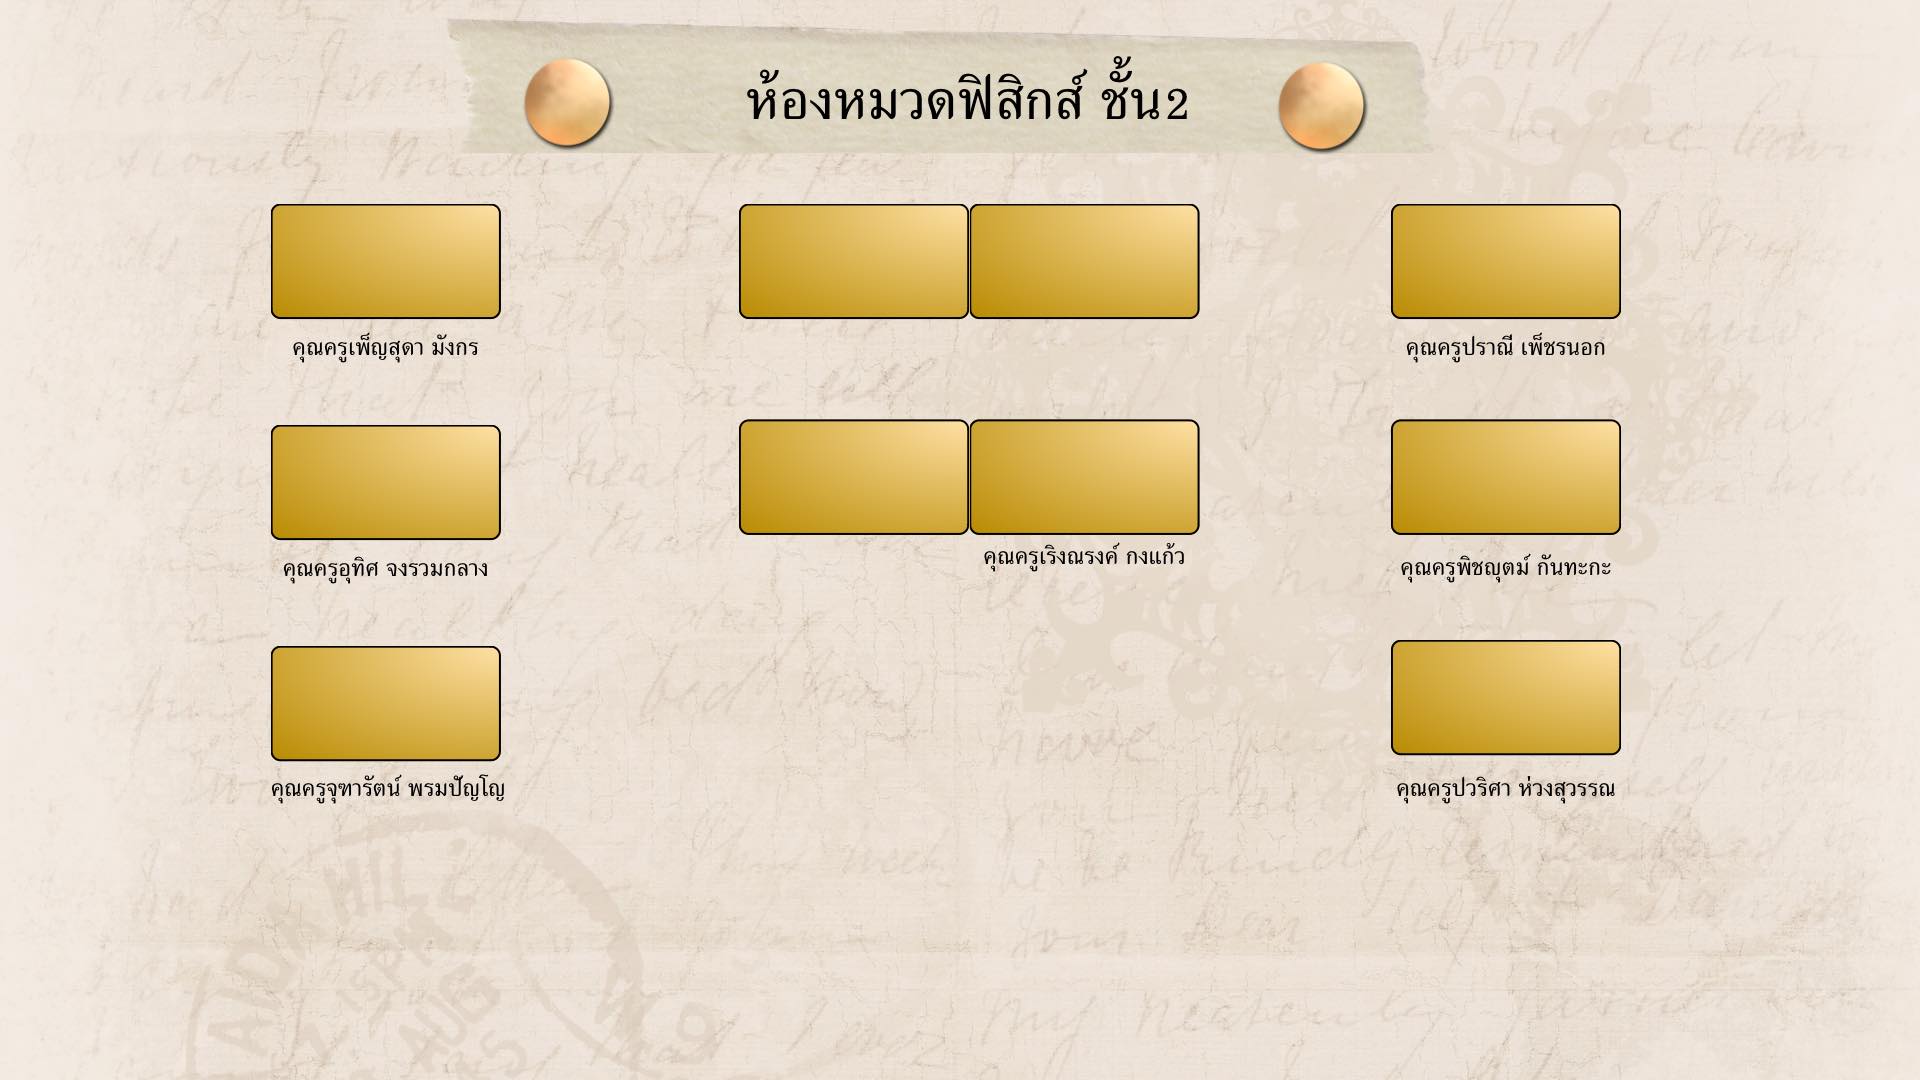 ห้องหมวดฟิสิกส์ ชั้น2
คุณครูเพ็ญสุดา มังกร
คุณครูปราณี เพ็ชรนอก
คุณครูเริงณรงค์ กงแก้ว
คุณครูอุทิศ จงรวมกลาง
คุณครูพิชญุตม์ กันทะกะ
คุณครูจุฑารัตน์ พรมปัญโญ
คุณครูปวริศา ห่วงสุวรรณ